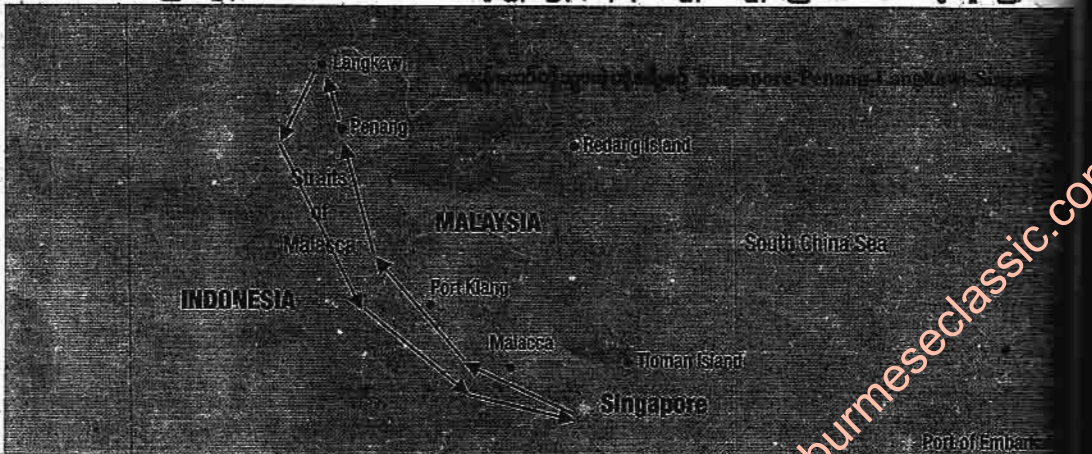 Langkawi
Singapore-Penang-Langkawi-Singap
Penang
Redang Island
Straits
of
Malacca
MALAYSIA
South China Sea
INDONESIA
Port Klang
Malacca
Tioman Island
Singapore
Port of Embark
burmeseclassic.com